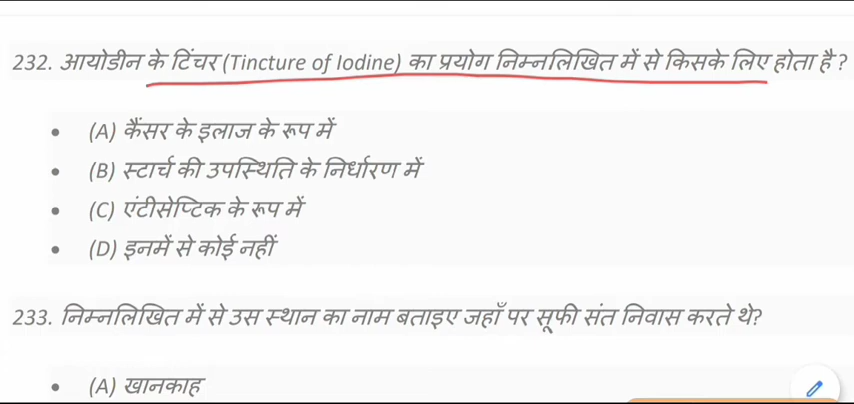 232. आयोडीन के टिंचर (Tincture of Iodine) का प्रयोग निम्नलिखित में से किसके लिए होता है?
• (A) कैंसर के इलाज के रूप में
• (B) स्टार्च की उपस्थिति के निर्धारण में
• (C) एंटीसेप्टिक के रूप में
• (D) इनमें से कोई नहीं
233. निम्नलिखित में से उस स्थान का नाम बताइए जहाँ पर सूफी संत निवास करते थे?
• (A) खानकाह